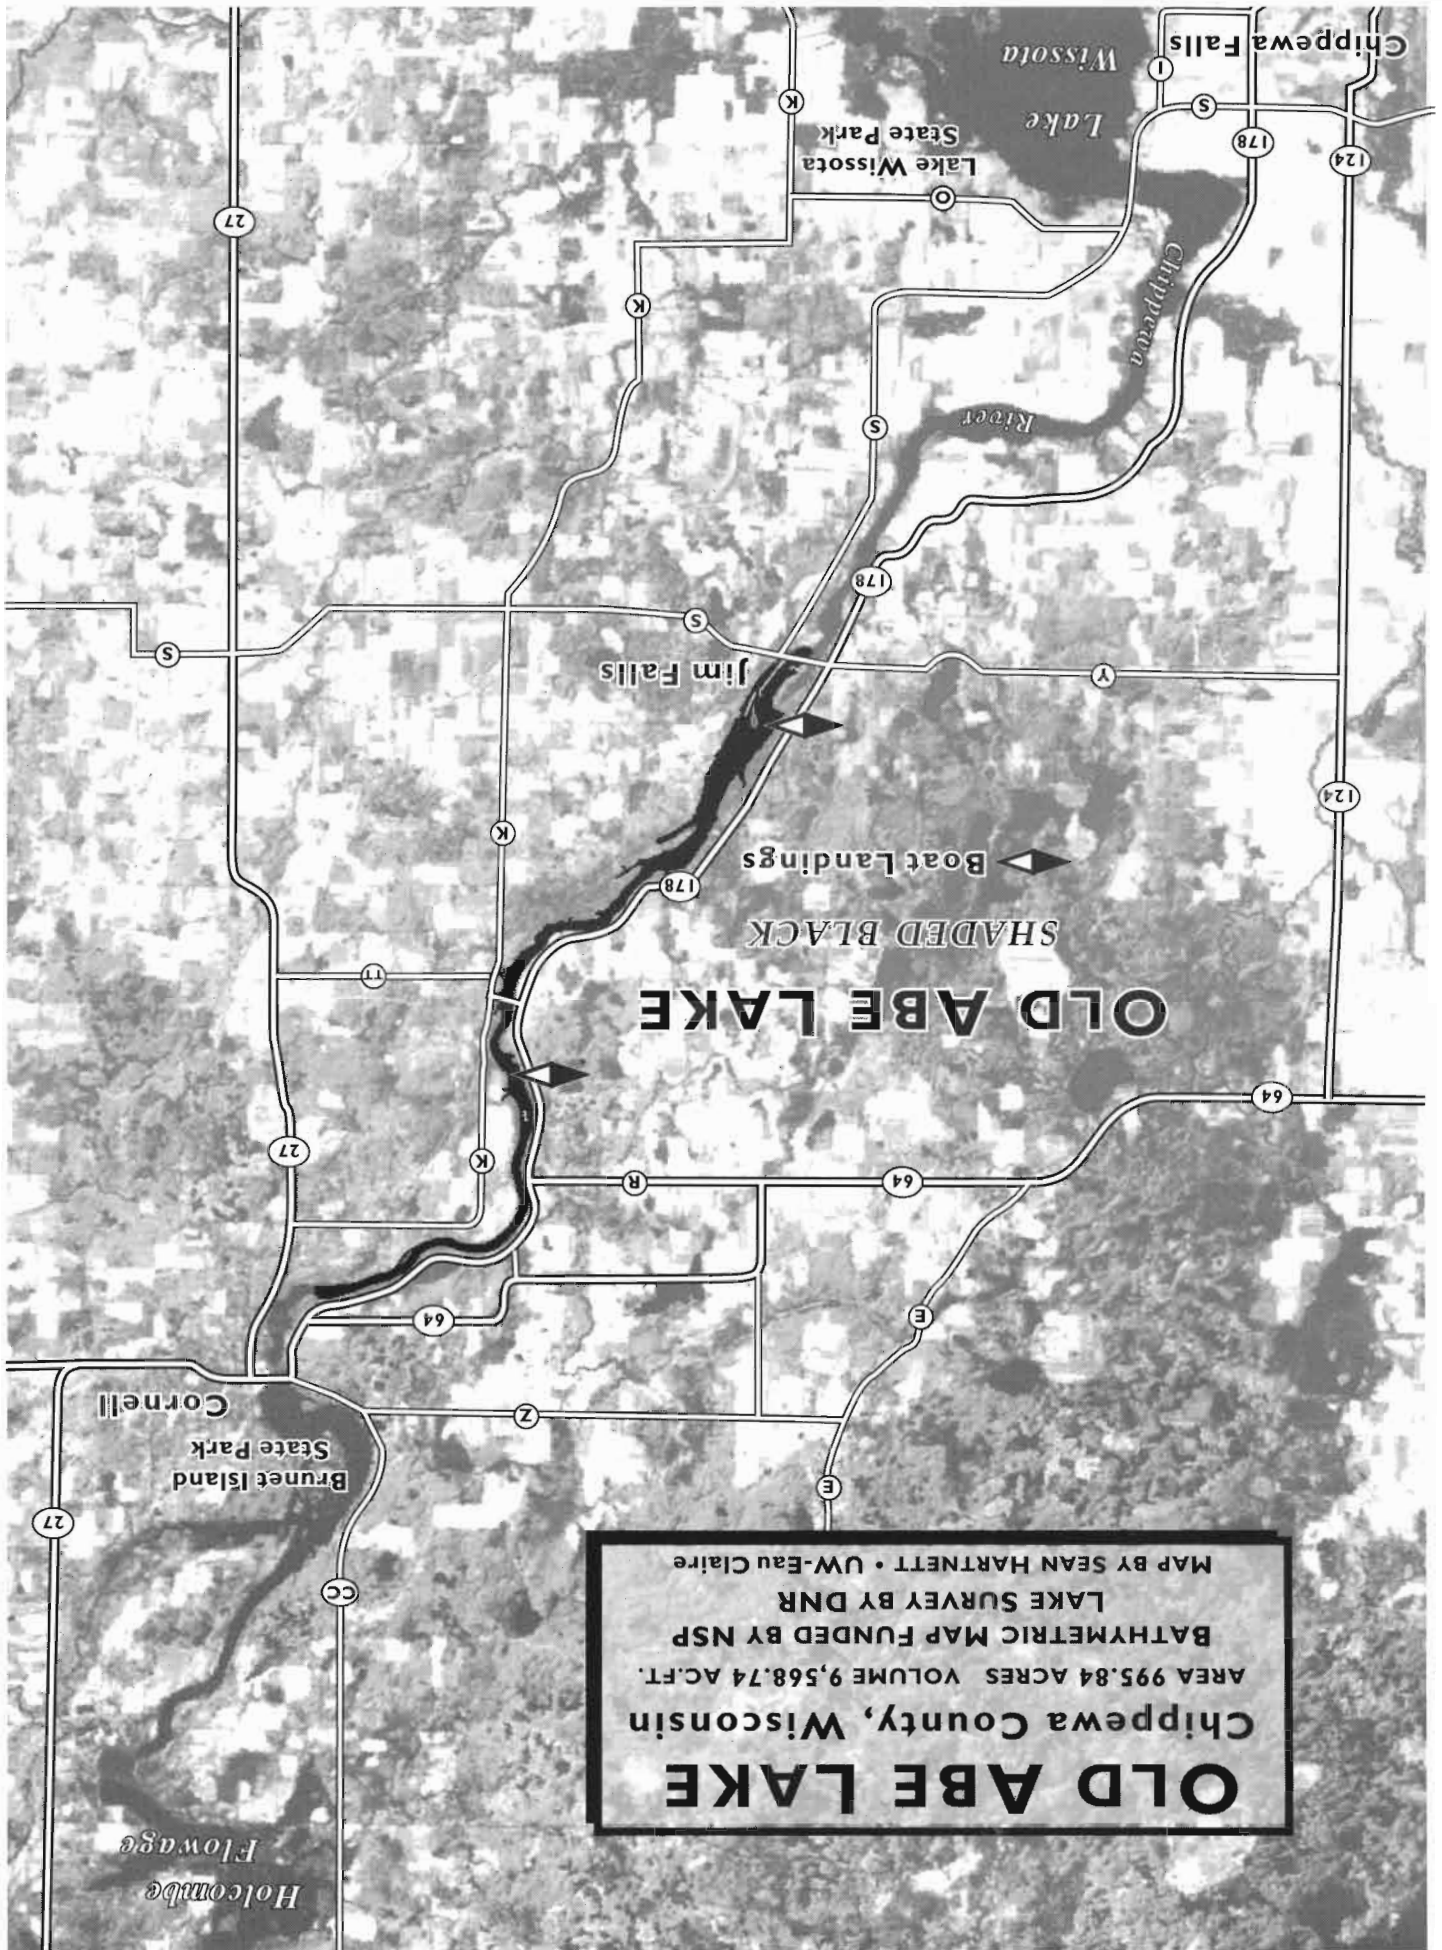 OLD ABE LAKE
Chippewa County, Wisconsin
AREA 995.84 ACRES VOLUME 9,568.74 AC.FT.
BATHYMETRIC MAP FUNDED BY NSP
LAKE SURVEY BY DNR
MAP BY SEAN HARTNETT • UW-Eau Claire
Holcombe
Flowage
CC
27
E
Brunet Island
State Park
Cornell
Z
E
64
64
R
K
27
64
OLD ABE LAKE
SHADED BLACK
TT
178
Boat Landings
K
124
Jim Falls
Y
S
S
178
S
River
K
Chippewa
27
O
Lake Wissota
State Park
124
178
Lake
Wissota
S
K
I
Chippewa Falls